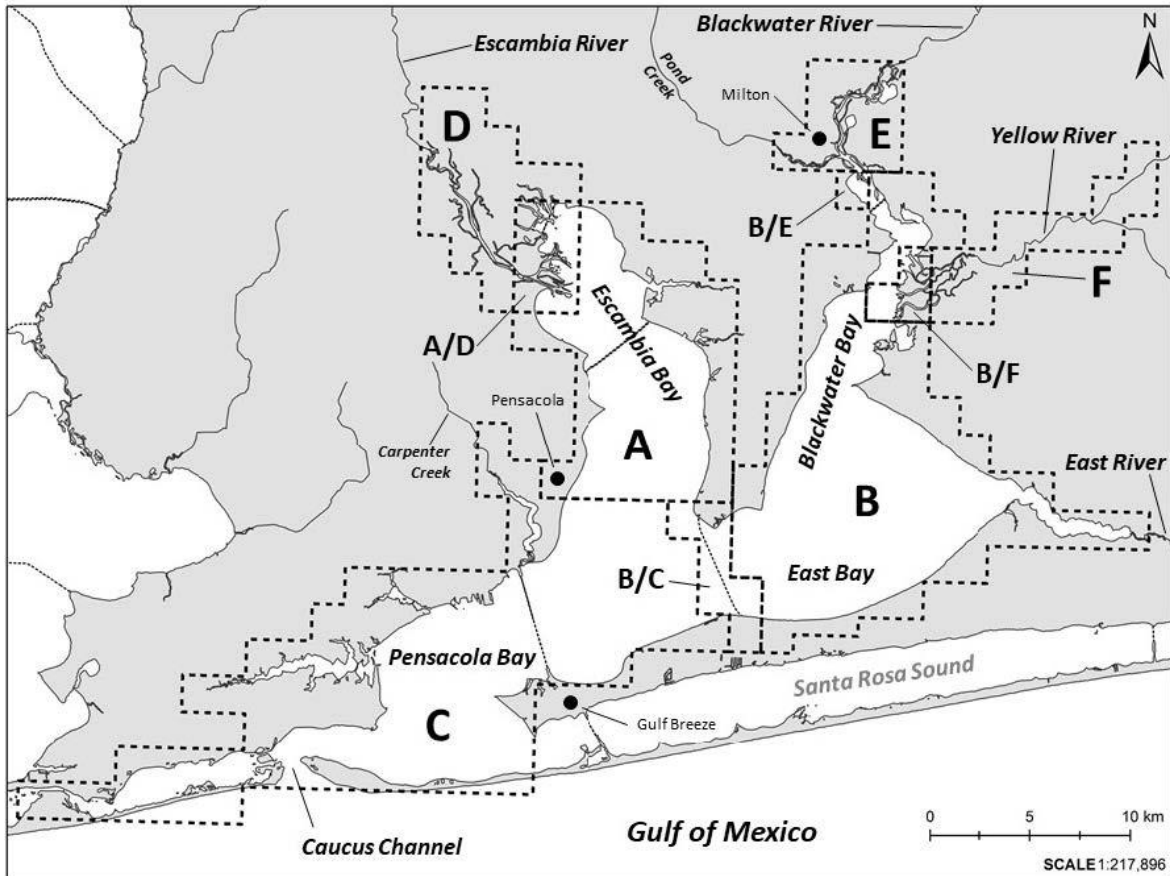 Blackwater River
Escambia River
N
Pond
Creek
Milton
D
E
Yellow River
B/E
F
Escambia Bay
A/D
B/F
Blackwater Bay
Pensacola
A
Carpenter
Creek
East River
B
B/C
East Bay
Pensacola Bay
Santa Rosa Sound
C
Gulf Breeze
0 5 10 km
Gulf of Mexico
Caucus Channel
SCALE 1:217,896